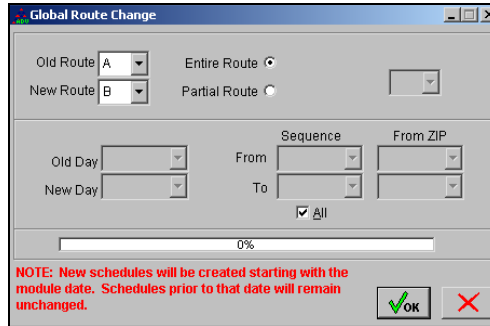 Global Route Change
Old Route A
Entire Route
New Route B
Partial Route
Sequence From ZIP
Old Day
From
New Day
To
All
0%
NOTE: New schedules will be created starting with the
module date. Schedules prior to that date will remain
unchanged.
OK